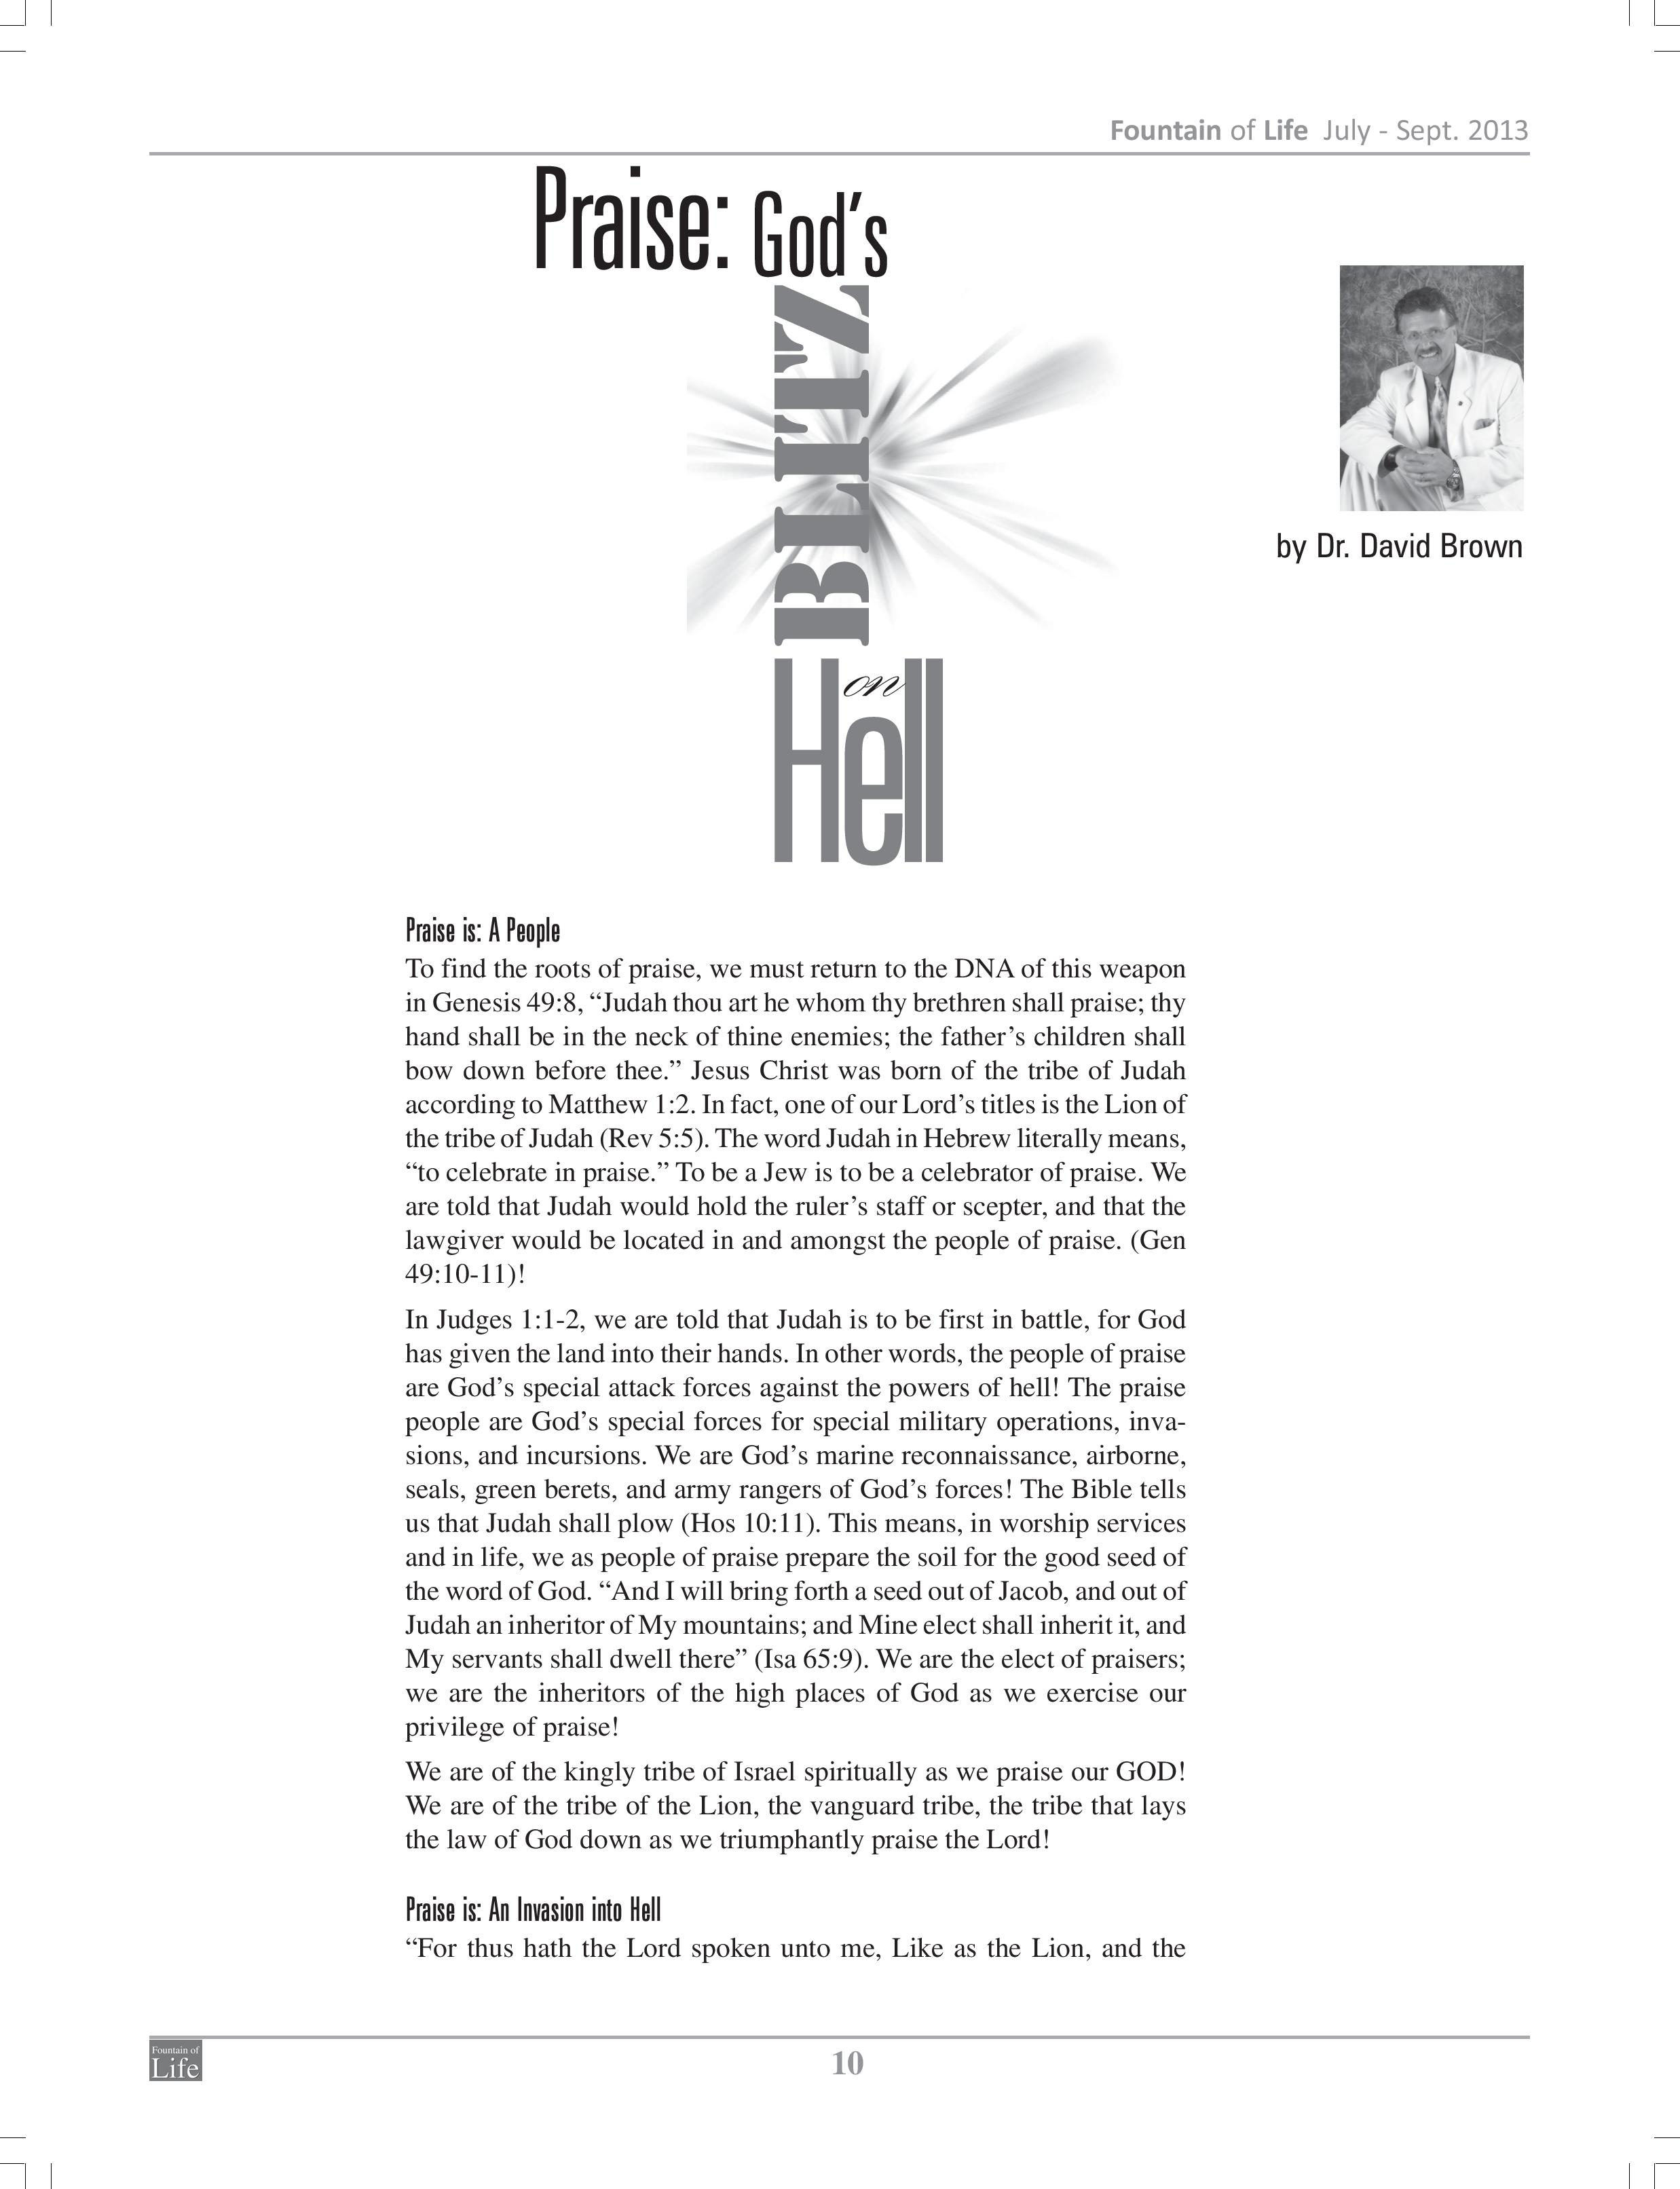 Fountain of Life July - Sept. 2013
Praise: God’s
BLITZ
on
Hell
by Dr. David Brown
Praise is: A People
To find the roots of praise, we must return to the DNA of this weapon
in Genesis 49:8, “Judah thou art he whom thy brethren shall praise; thy
hand shall be in the neck of thine enemies; the father’s children shall
bow down before thee.” Jesus Christ was born of the tribe of Judah
according to Matthew 1:2. In fact, one of our Lord’s titles is the Lion of
the tribe of Judah (Rev 5:5). The word Judah in Hebrew literally means,
“to celebrate in praise.” To be a Jew is to be a celebrator of praise. We
are told that Judah would hold the ruler’s staff or scepter, and that the
lawgiver would be located in and amongst the people of praise. (Gen
49:10-11)!
In Judges 1:1-2, we are told that Judah is to be first in battle, for God
has given the land into their hands. In other words, the people of praise
are God’s special attack forces against the powers of hell! The praise
people are God’s special forces for special military operations, inva-
sions, and incursions. We are God’s marine reconnaissance, airborne,
seals, green berets, and army rangers of God’s forces! The Bible tells
us that Judah shall plow (Hos 10:11). This means, in worship services
and in life, we as people of praise prepare the soil for the good seed of
the word of God. “And I will bring forth a seed out of Jacob, and out of
Judah an inheritor of My mountains; and Mine elect shall inherit it, and
My servants shall dwell there” (Isa 65:9). We are the elect of praisers;
we are the inheritors of the high places of God as we exercise our
privilege of praise!
We are of the kingly tribe of Israel spiritually as we praise our GOD!
We are of the tribe of the Lion, the vanguard tribe, the tribe that lays
the law of God down as we triumphantly praise the Lord!
Praise is: An Invasion into Hell
“For thus hath the Lord spoken unto me, Like as the Lion, and the
Fountain of
Life
10